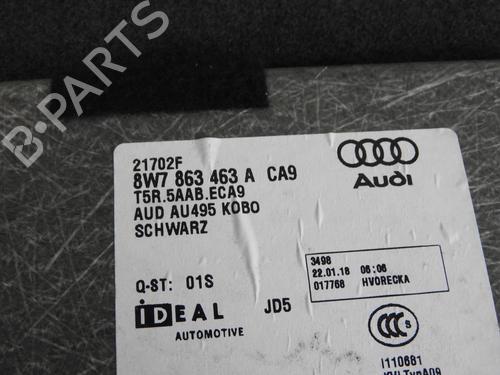 21702F
8W7 863 463 A CA9
T5R.5AAB.ECA9
AUD AU495 KOBO
SCHWARZ
Audi
Q-ST: 01S
iDEAL
AUTOMOTIVE
JD5
3498
22.01.18 06:06
017768 HVORECKA
CCC S
I110681
B-PARTS